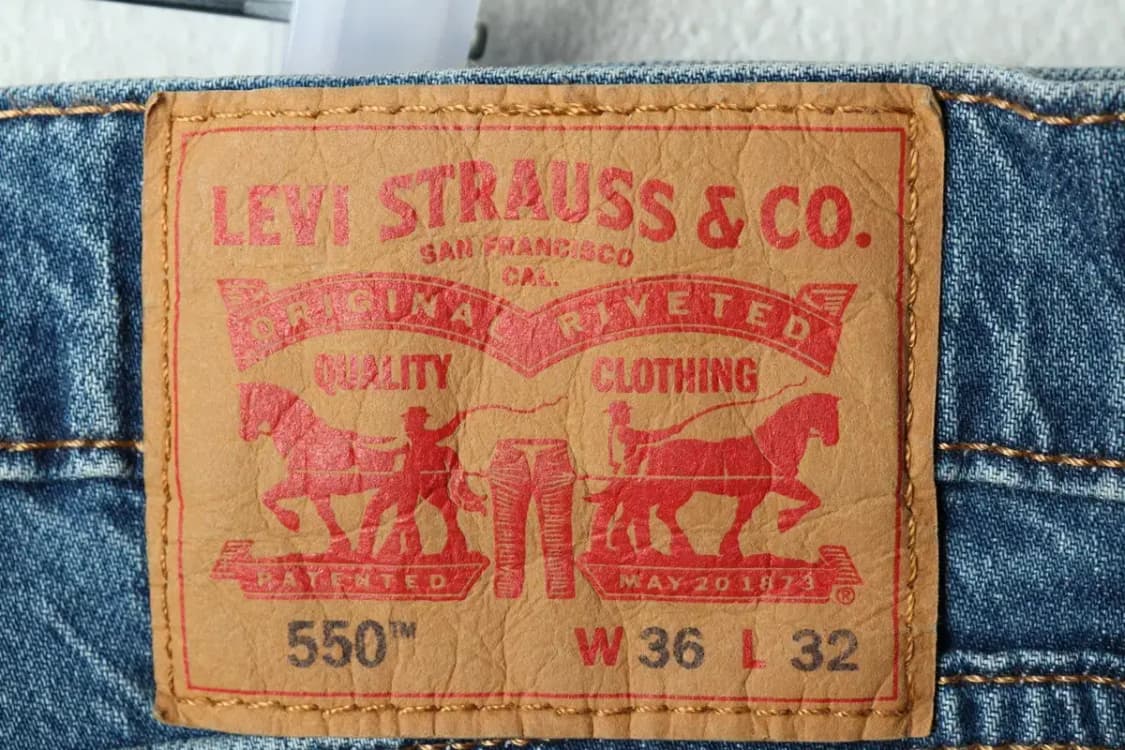 LEVI STRAUSS & CO.
SAN FRANCISCO
CAL.
ORIGINAL RIVETED
QUALITY CLOTHING
PATENTED MAY 20 1873 ®
550™ W 36 L 32